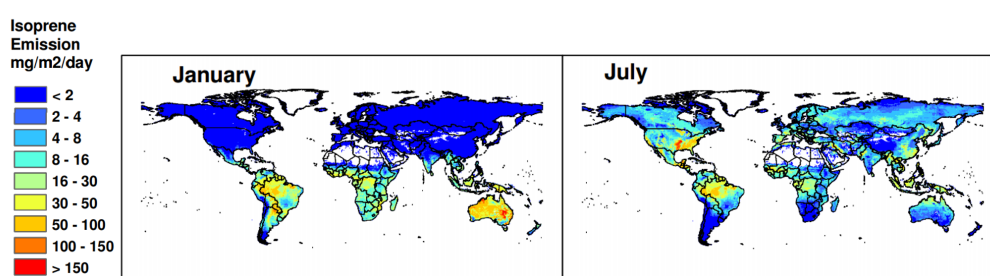 Isoprene
Emission
mg/m2/day
< 2
2 - 4
4 - 8
8 - 16
16 - 30
30 - 50
50 - 100
100 - 150
> 150
January
July